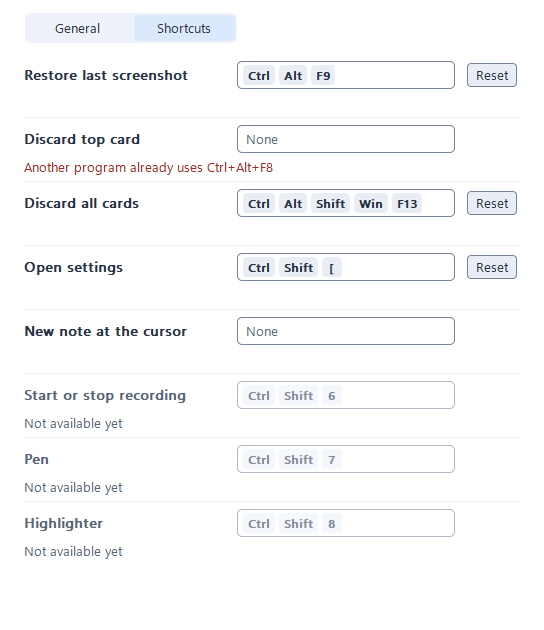 General Shortcuts
Restore last screenshot Ctrl Alt F9 Reset
Discard top card None
Another program already uses Ctrl+Alt+F8
Discard all cards Ctrl Alt Shift Win F13 Reset
Open settings Ctrl Shift [ Reset
New note at the cursor None
Start or stop recording Ctrl Shift 6
Not available yet
Pen Ctrl Shift 7
Not available yet
Highlighter Ctrl Shift 8
Not available yet